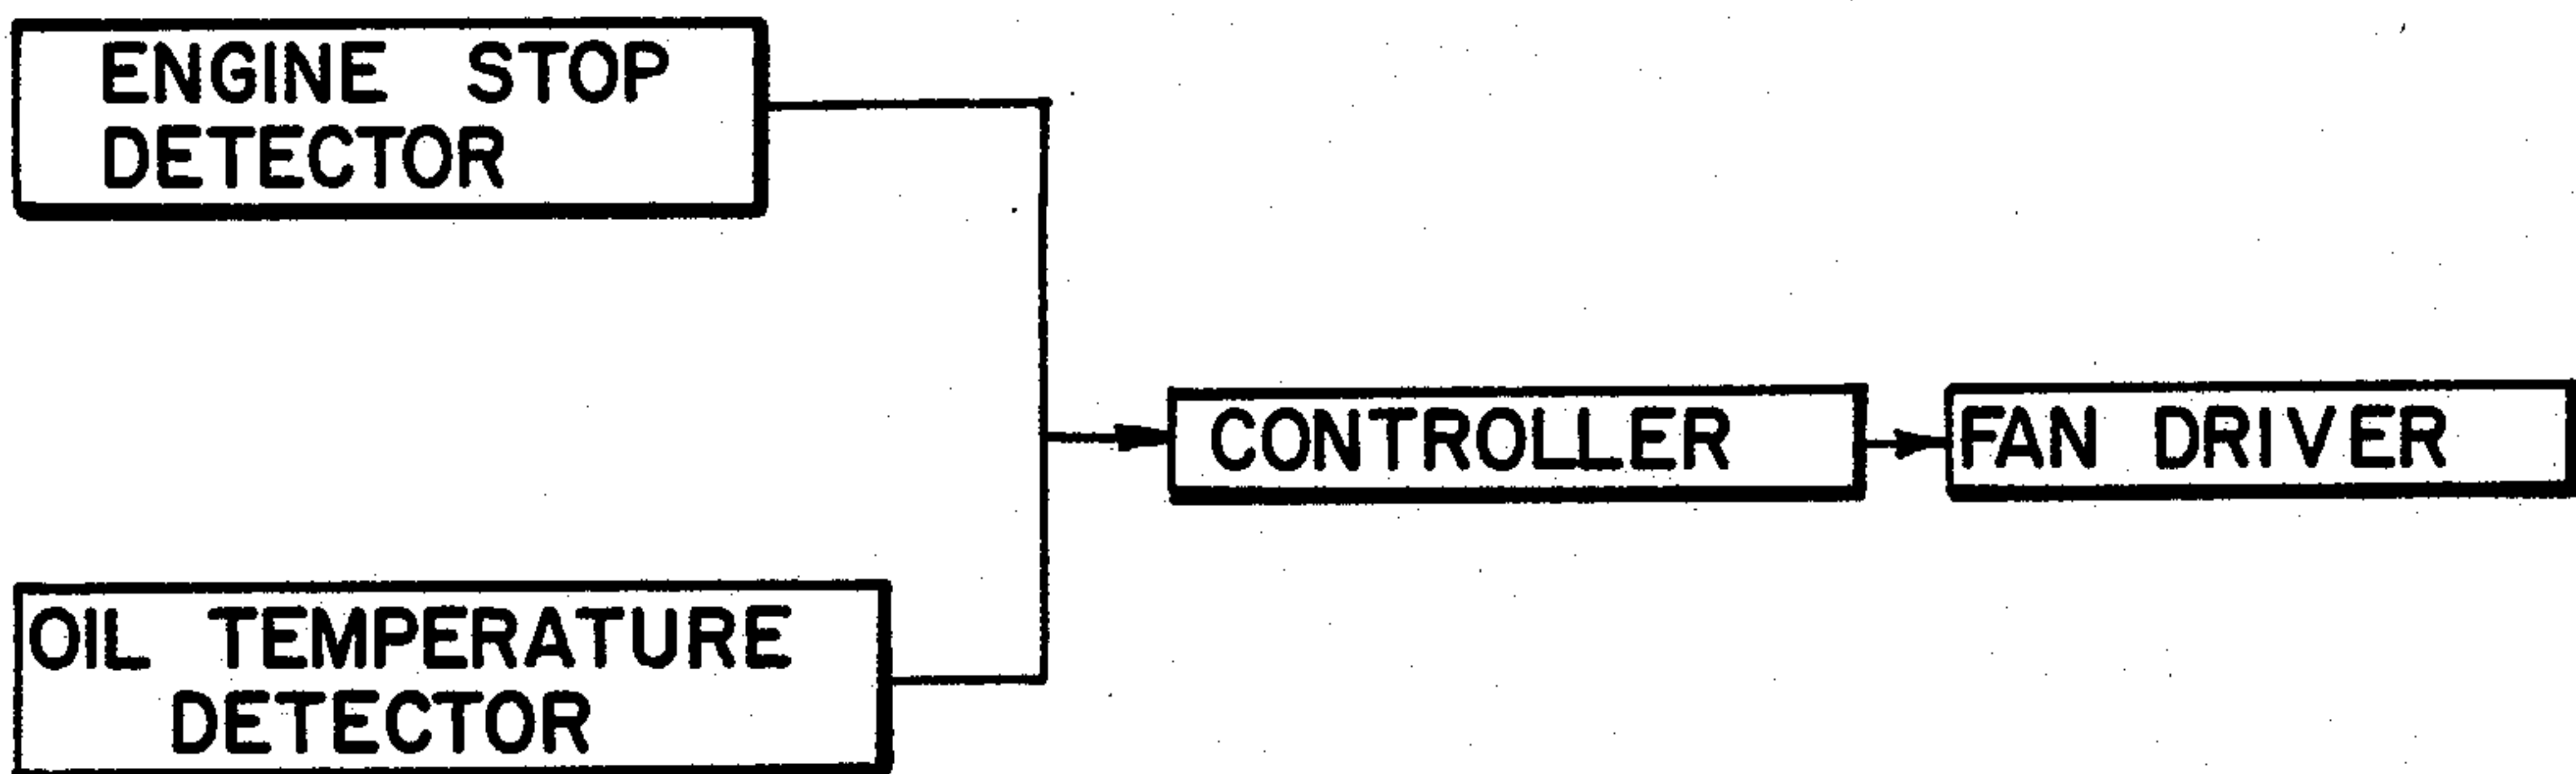 ENGINE STOP
DETECTOR
CONTROLLER
FAN DRIVER
OIL TEMPERATURE
DETECTOR